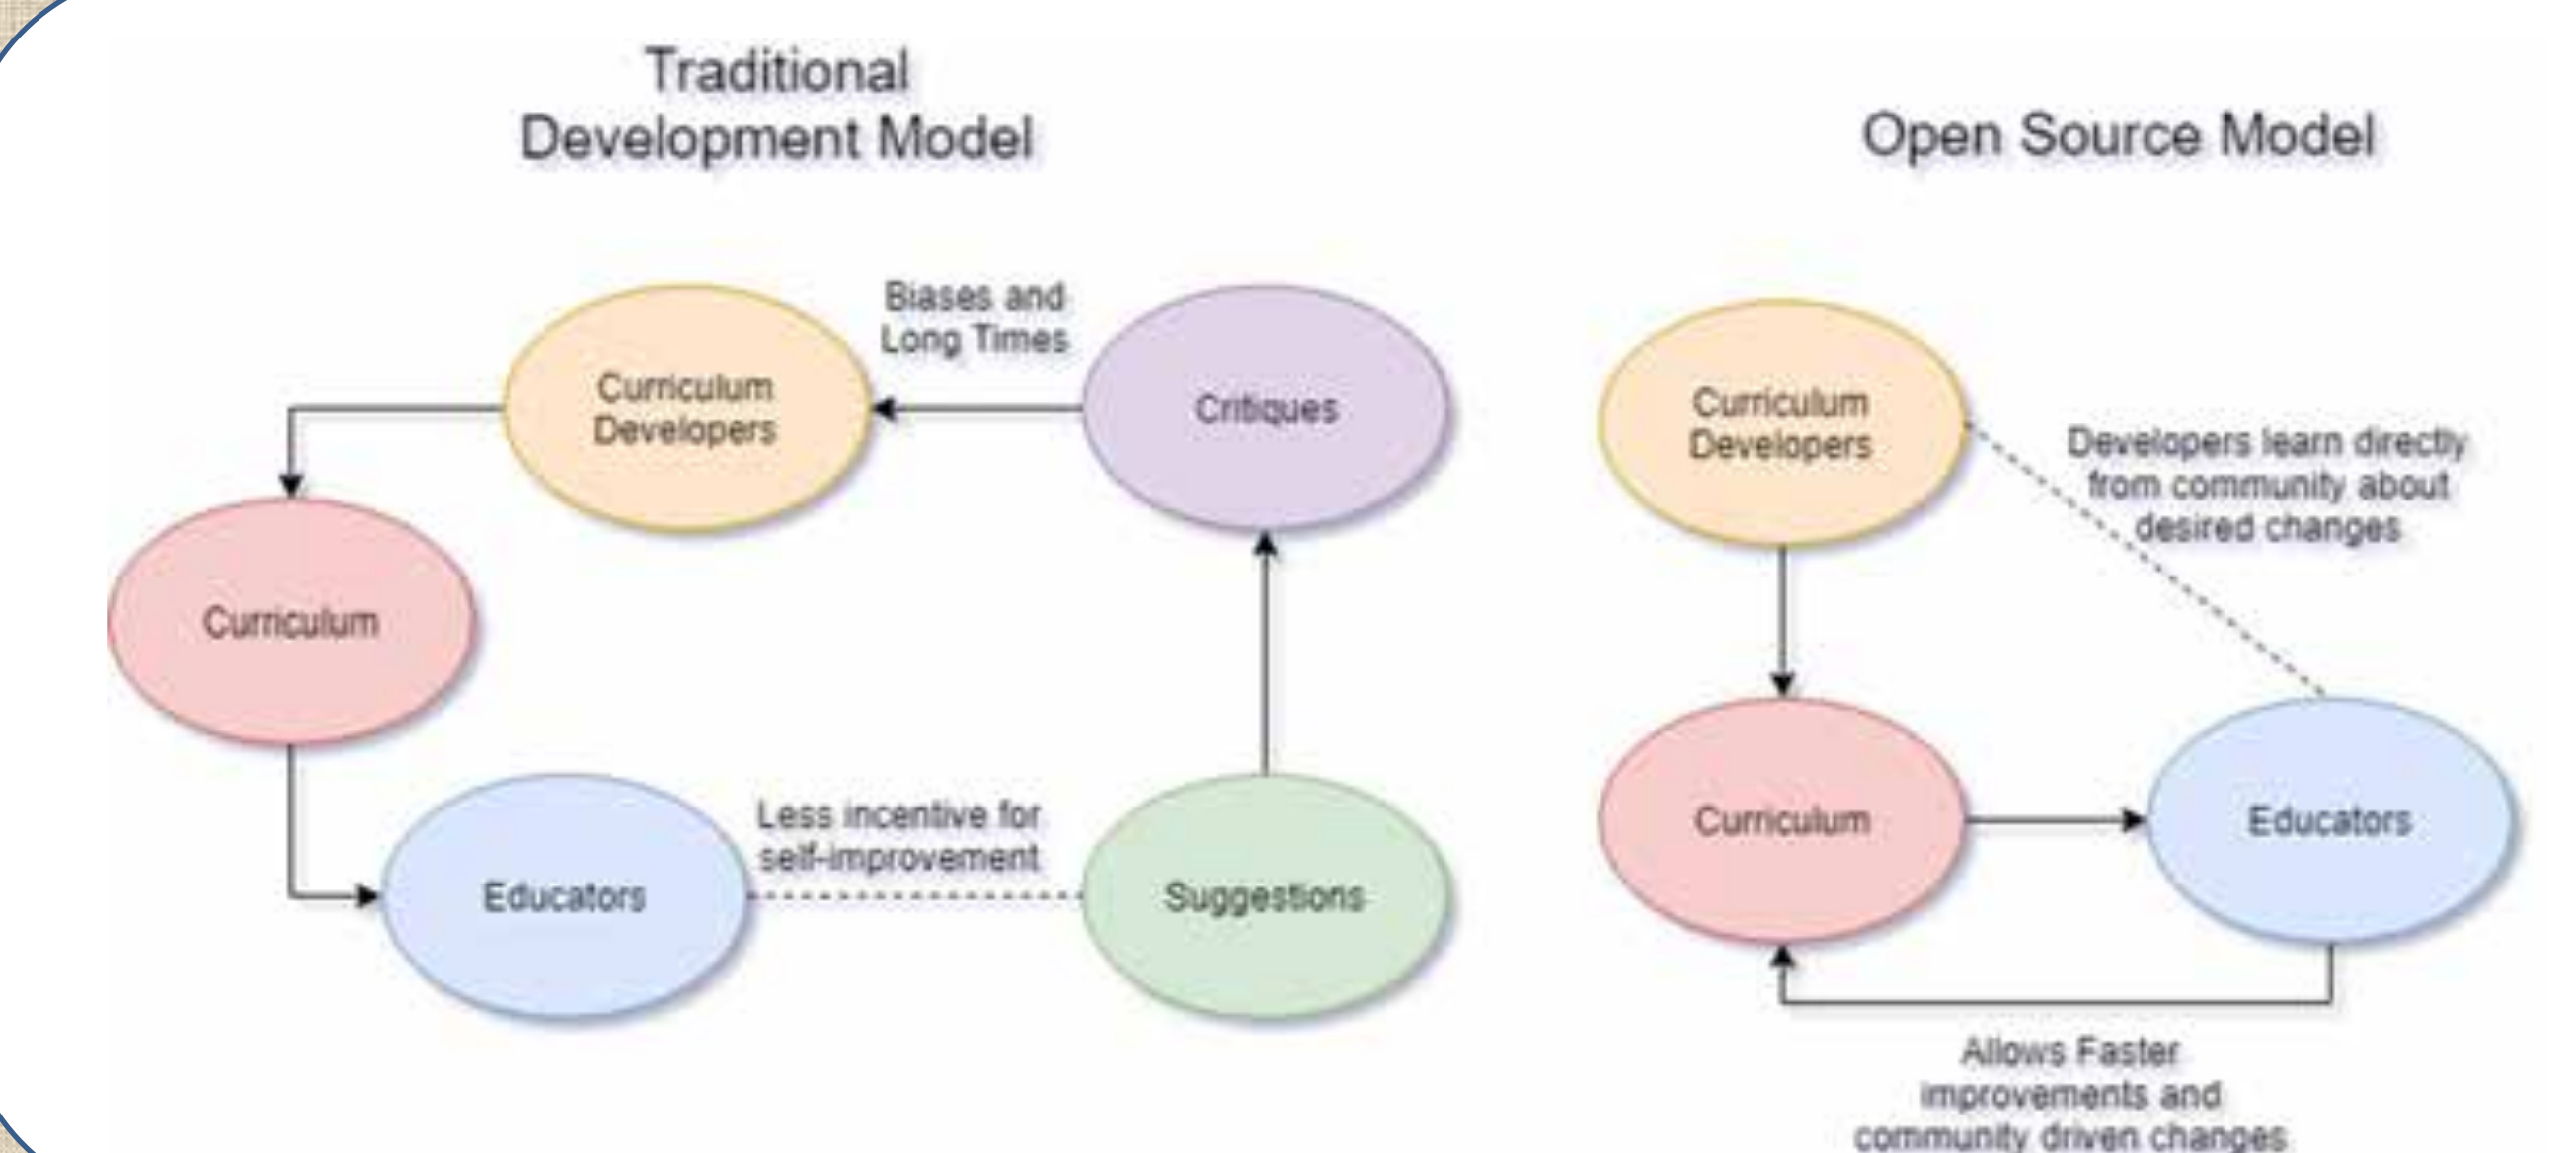 Traditional
Development Model
Biases and
Long Times
Curriculum
Developers
Critiques
Curriculum
Less incentive for
self-improvement
Educators
Suggestions
Open Source Model
Curriculum
Developers
Developers learn directly
from community about
desired changes
Curriculum
Educators
Allows Faster
improvements and
community driven changes